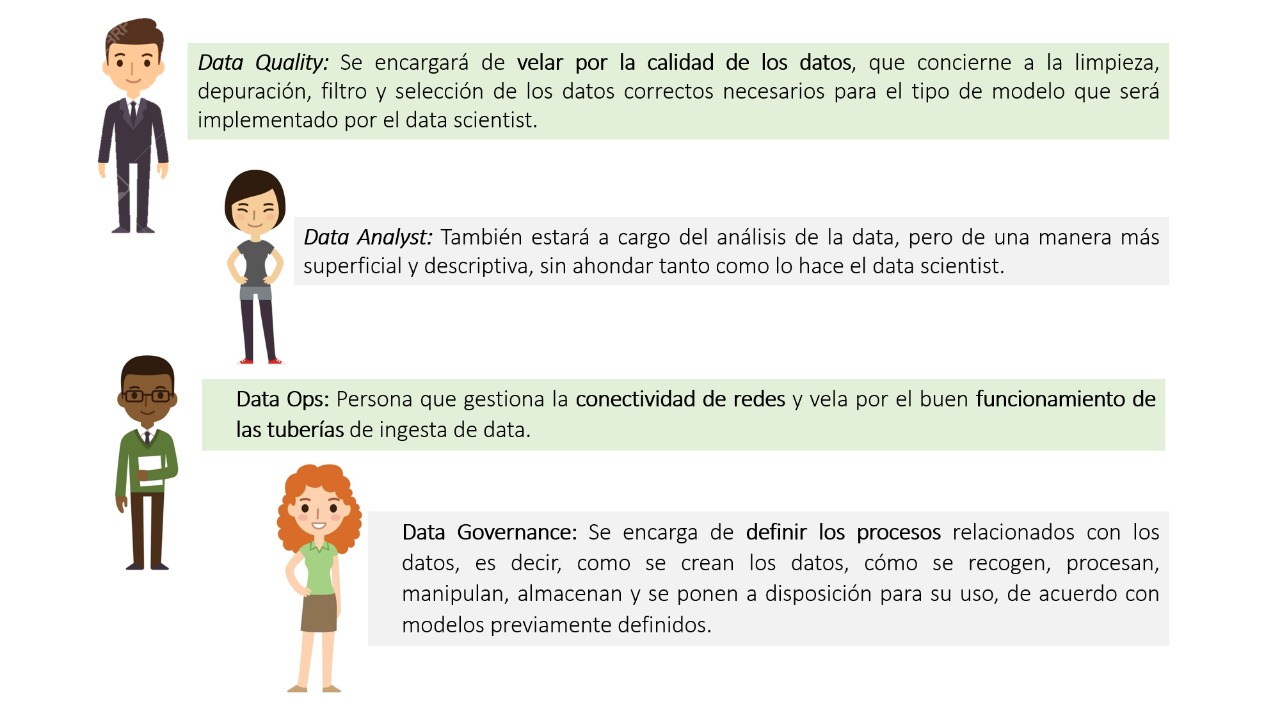 Data Quality: Se encargará de velar por la calidad de los datos, que concierne a la limpieza,
depuración, filtro y selección de los datos correctos necesarios para el tipo de modelo que será
implementado por el data scientist.
Data Analyst: También estará a cargo del análisis de la data, pero de una manera más
superficial y descriptiva, sin ahondar tanto como lo hace el data scientist.
Data Ops: Persona que gestiona la conectividad de redes y vela por el buen funcionamiento de
las tuberías de ingesta de data.
Data Governance: Se encarga de definir los procesos relacionados con los
datos, es decir, como se crean los datos, cómo se recogen, procesan,
manipulan, almacenan y se ponen a disposición para su uso, de acuerdo con
modelos previamente definidos.